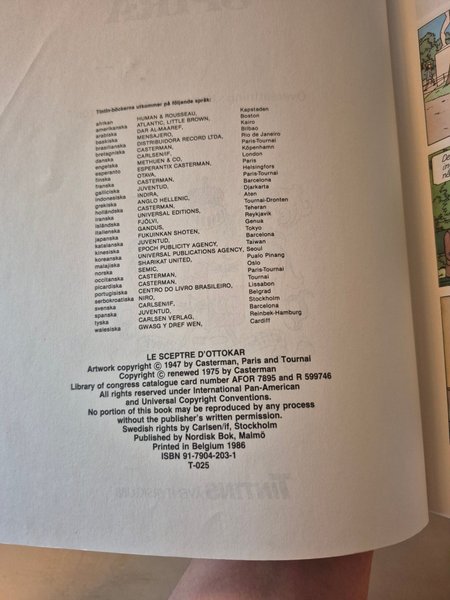 Tintin-böckerna utkommer på följande språk:
afrikan HUMAN & ROUSSEAU, Kapstaden
amerikanska ATLANTIC, LITTLE BROWN, Boston
arabiska DAR AL-MAAREF, Kairo
baskiska MENSAJERO, Bilbao
brasilianska DISTRIBUIDORA RECORD LTDA, Rio de Janeiro
bretagniska CASTERMAN, Paris-Tournai
danska CARLSEN/IF, Köpenhamn
engelska METHUEN & CO, London
esperanto ESPERANTIX CASTERMAN, Paris
finska OTAVA, Helsingfors
franska CASTERMAN, Paris-Tournai
galliciska JUVENTUD, Barcelona
indonesiska INDIRA, Djarkarta
grekiska ANGLO HELLENIC, Aten
holländska CASTERMAN, Tournai-Dronten
iranska UNIVERSAL EDITIONS, Teheran
isländska FJÖLVI, Reykjavik
italienska GANDUS, Genua
japanska FUKUINKAN SHOTEN, Tokyo
katalanska JUVENTUD, Barcelona
kinesiska EPOCH PUBLICITY AGENCY, Taiwan
koreanska UNIVERSAL PUBLICATIONS AGENCY, Seoul
malajiska SHARIKAT UNITED, Pualo Pinang
norska SEMIC, Oslo
occitanska CASTERMAN, Paris-Tournai
picardiska CASTERMAN, Tournai
portugisiska CENTRO DO LIVRO BRASILEIRO, Lissabon
serbokroatiska NIRO, Belgrad
svenska CARLSEN/IF, Stockholm
spanska JUVENTUD, Barcelona
tyska CARLSEN VERLAG, Reinbek-Hamburg
walesiska GWASG Y DREF WEN, Cardiff
LE SCEPTRE D'OTTOKAR
Artwork copyright © 1947 by Casterman, Paris and Tournai
Copyright © renewed 1975 by Casterman
Library of congress catalogue card number AFOR 7895 and R 599746
All rights reserved under International Pan-American
and Universal Copyright Conventions.
No portion of this book may be reproduced by any process
without the publisher's written permission.
Swedish rights by Carlsen/if, Stockholm
Published by Nordisk Bok, Malmö
Printed in Belgium 1986
ISBN 91-7904-203-1
T-025